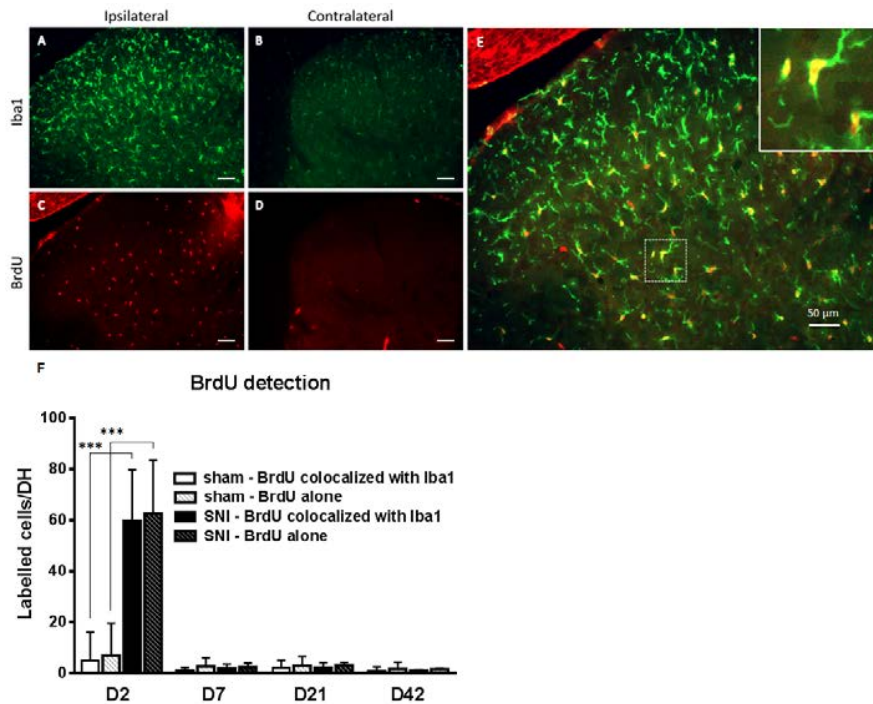 Ipsilateral
Contralateral
A
B
E
Iba1
C
D
BrdU
50 µm
F
BrdU detection
100
80
60
40
20
0
Labelled cells/DH
***
***
sham - BrdU colocalized with Iba1
sham - BrdU alone
SNI - BrdU colocalized with Iba1
SNI - BrdU alone
D2
D7
D21
D42